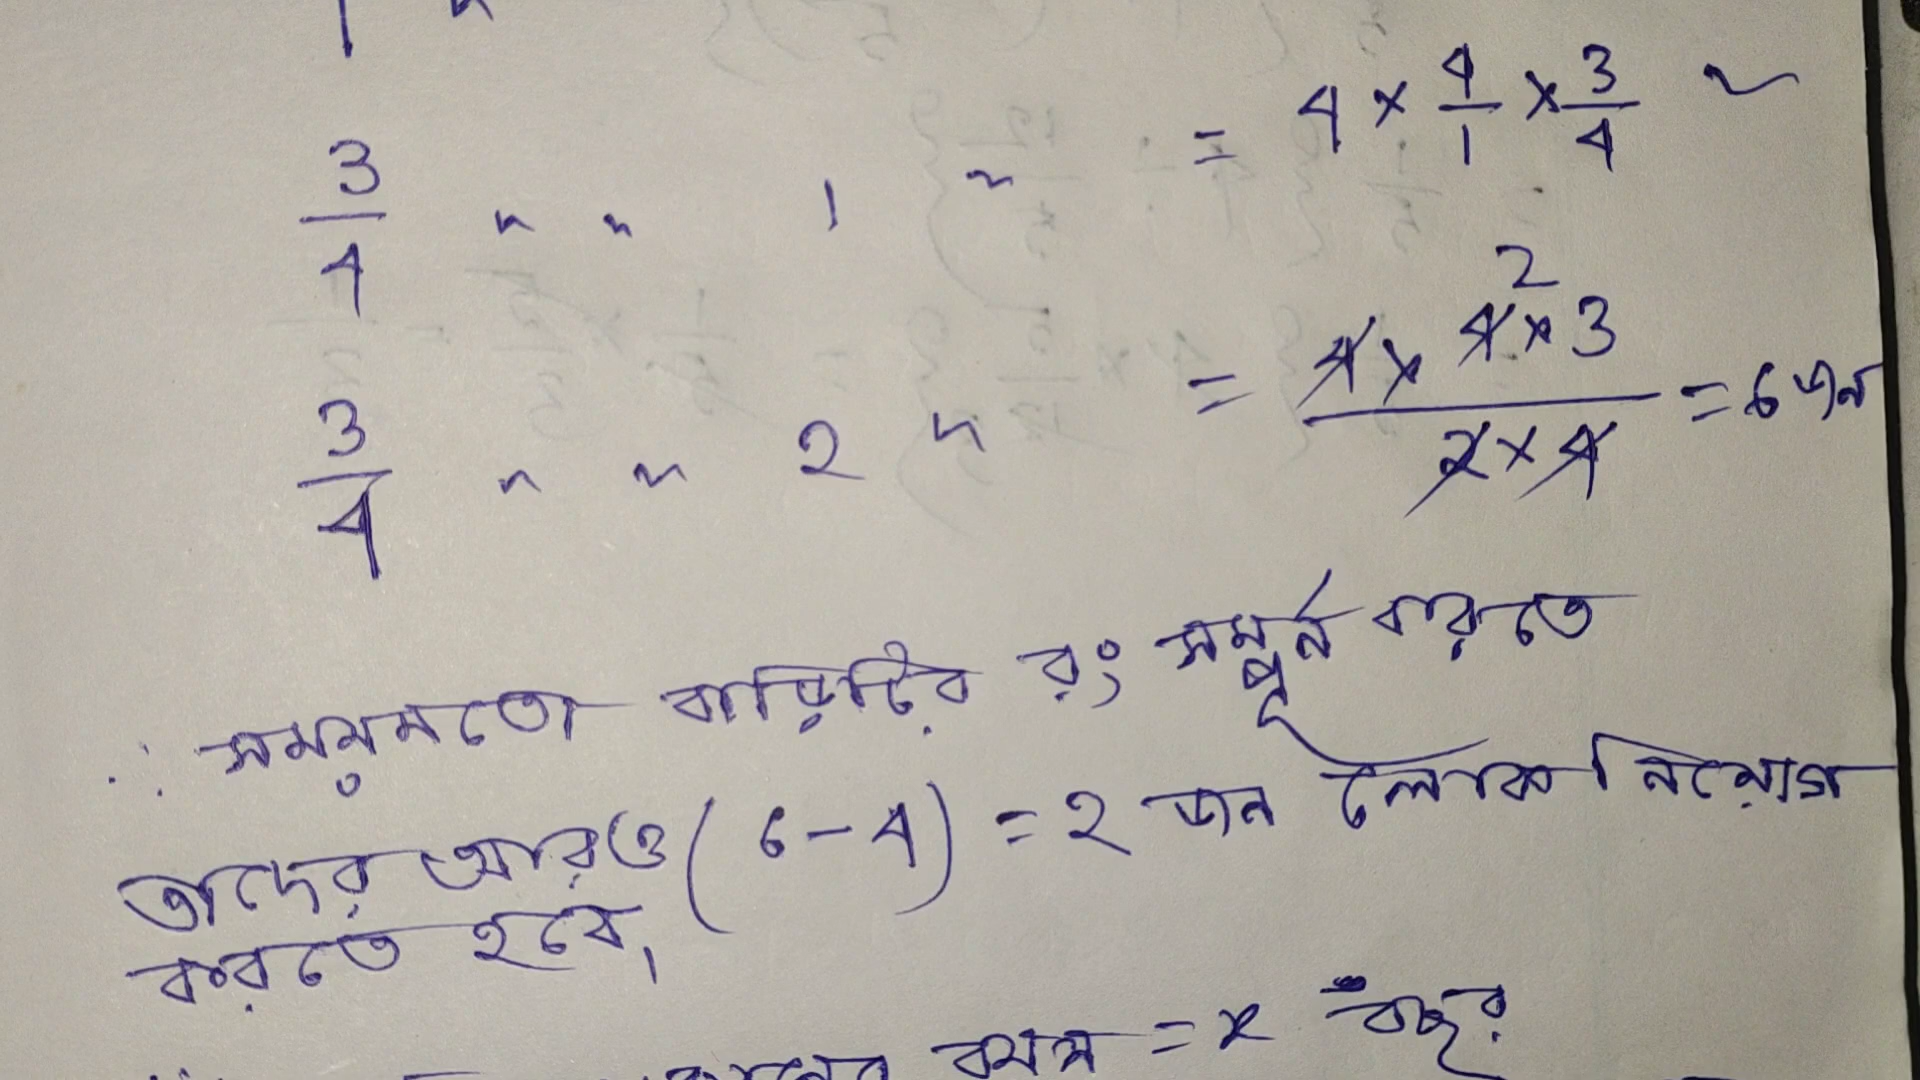 1 "
3/4 " " 1 " = 4 × 4/1 × 3/4 "
3/4 " " 2 " = (4 × 4 × 3)/(2 × 4) = 6 জন
2
∴ সময়মতো বাড়িটির রং সম্পূর্ন করতে
তাদের আরও (6 - 4) = 2 জন লোক নিয়োগ
করতে হবে।
বয়স = x বছর